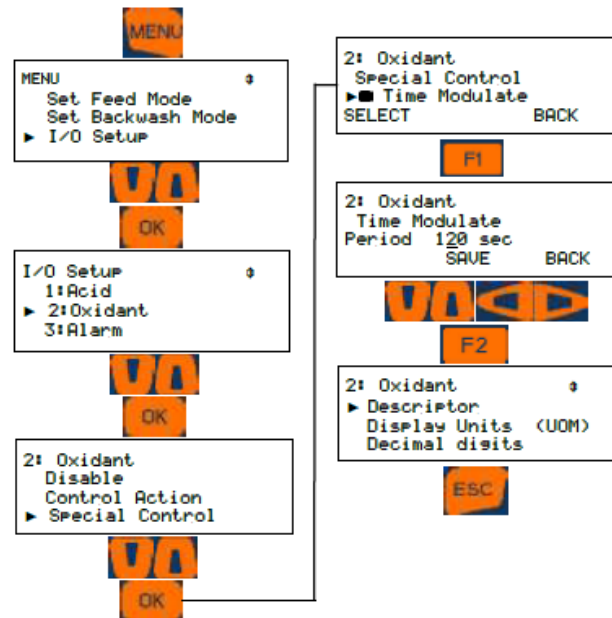 MENU
MENU
Set Feed Mode
Set Backwash Mode
I/O Setup
OK
I/O Setup
1:Acid
2:Oxidant
3:Alarm
OK
2: Oxidant
Disable
Control Action
Special Control
OK
2: Oxidant
Special Control
Time Modulate
SELECT BACK
F1
2: Oxidant
Time Modulate
Period 120 sec
SAVE BACK
F2
2: Oxidant
Descriptor
Display Units (UOM)
Decimal digits
ESC